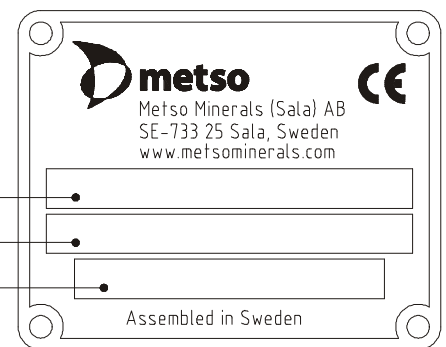 metso
CE
Metso Minerals (Sala) AB
SE-733 25 Sala, Sweden
www.metsominerals.com
Assembled in Sweden